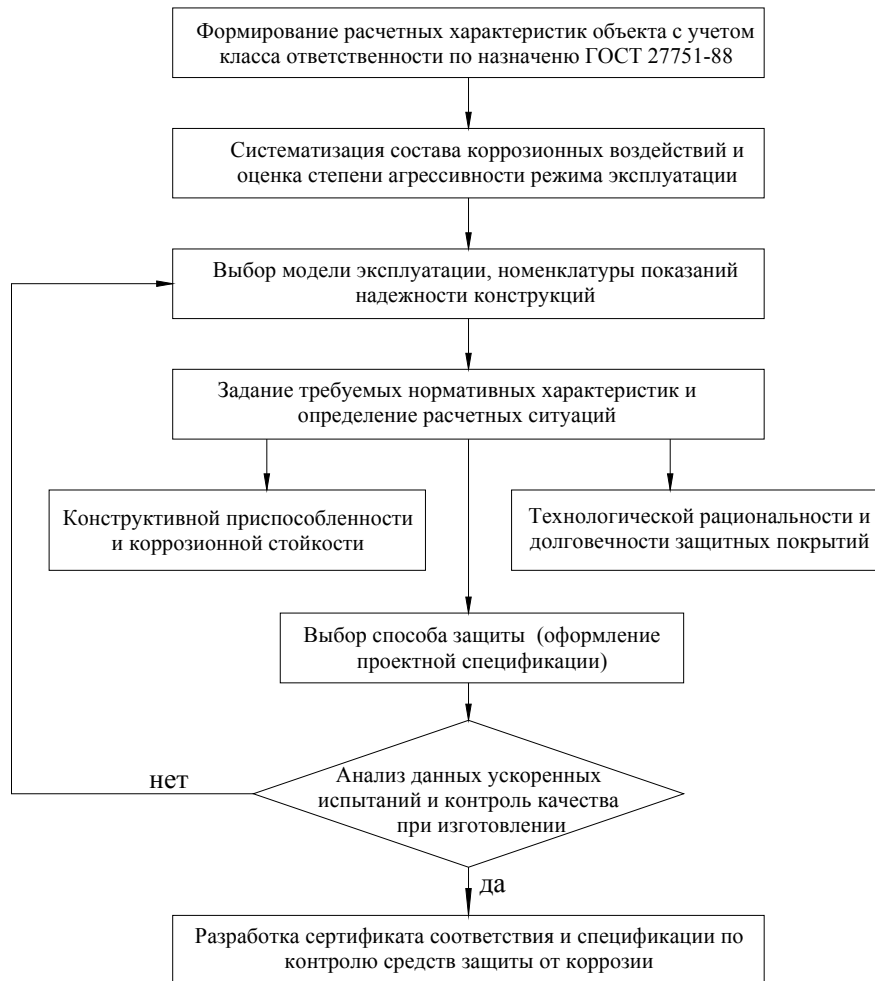 Формирование расчетных характеристик объекта с учетом
класса ответственности по назначеню ГОСТ 27751-88
Систематизация состава коррозионных воздействий и
оценка степени агрессивности режима эксплуатации
Выбор модели эксплуатации, номенклатуры показаний
надежности конструкций
Задание требуемых нормативных характеристик и
определение расчетных ситуаций
Конструктивной приспособленности
и коррозионной стойкости
Технологической рациональности и
долговечности защитных покрытий
Выбор способа защиты (оформление
проектной спецификации)
нет
Анализ данных ускоренных
испытаний и контроль качества
при изготовлении
да
Разработка сертификата соответствия и спецификации по
контролю средств защиты от коррозии